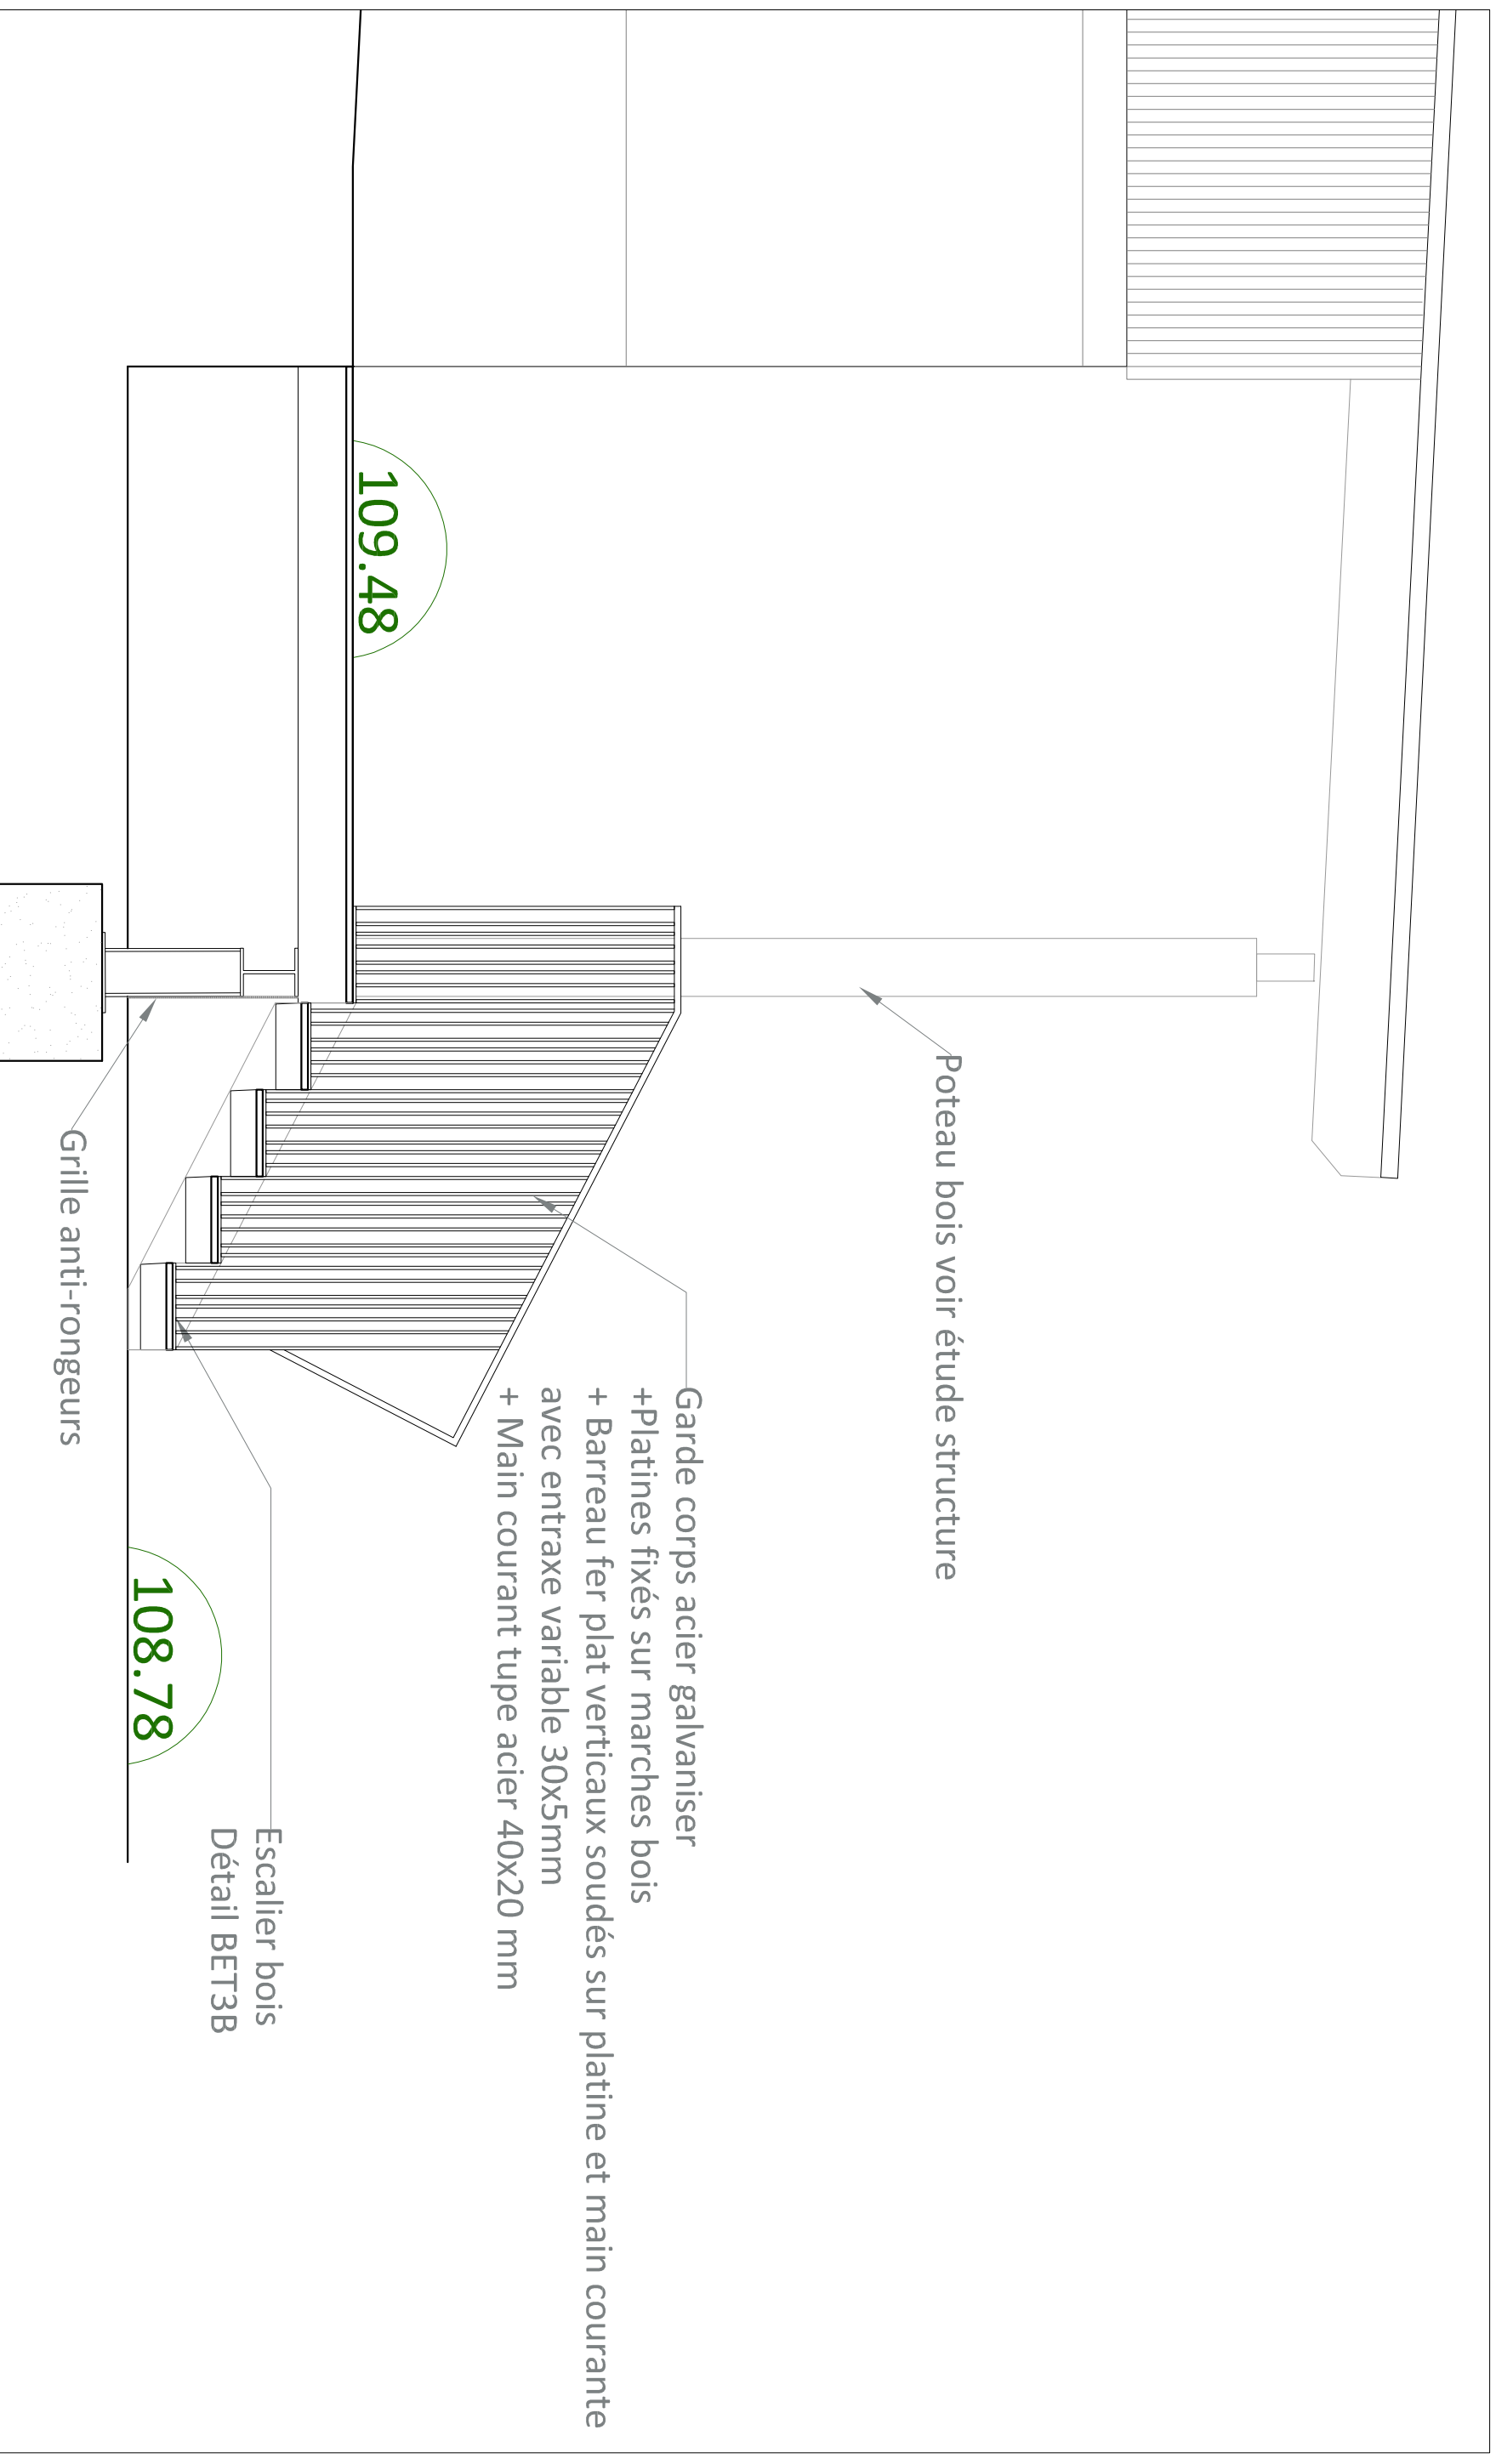 Poteau bois voir étude structure
Garde corps acier galvaniser
+Platines fixés sur marches bois
+ Barreau fer plat verticaux soudés sur platine et main courante
avec entraxe variable 30x5mm
+ Main courant tupe acier 40x20 mm
109.48
108.78
Escalier bois
Détail BET3B
Grille anti-rongeurs